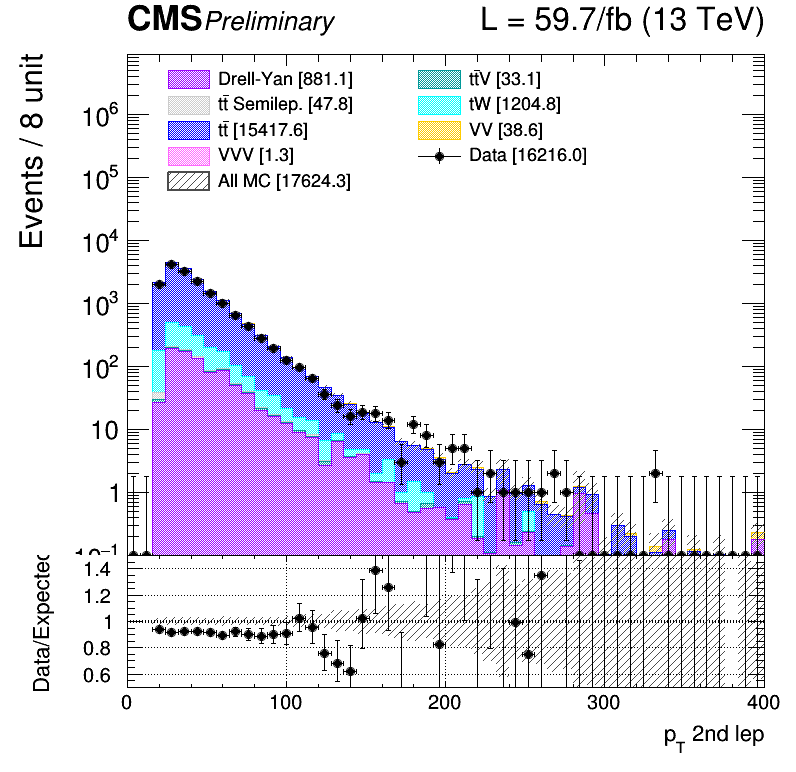 CMS Preliminary L = 59.7/fb (13 TeV)
Events / 8 unit
Drell-Yan [881.1]
tt̄ Semilep. [47.8]
tt̄ [15417.6]
VVV [1.3]
All MC [17624.3]
tt̄V [33.1]
tW [1204.8]
VV [38.6]
Data [16216.0]
10⁶
10⁵
10⁴
10³
10²
10
1
10⁻¹
Data/Expected
1.4
1.2
1
0.8
0.6
0 100 200 300 400
p_T 2nd lep